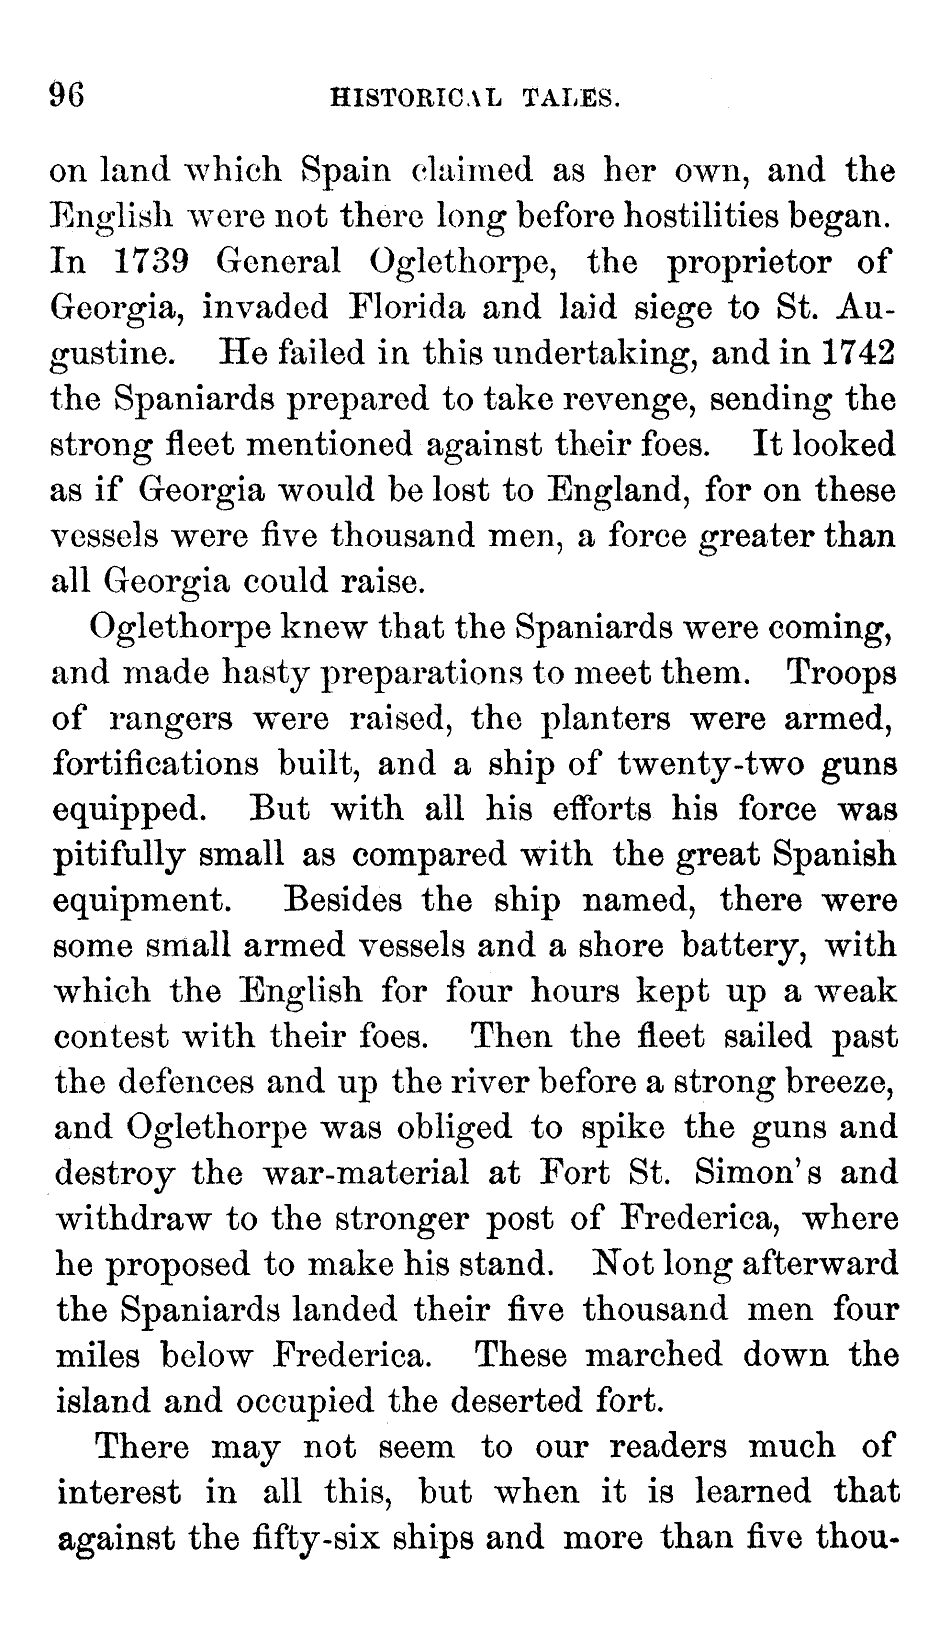 96 HISTORICAL TALES.
on land which Spain claimed as her own, and the
English were not there long before hostilities began.
In 1739 General Oglethorpe, the proprietor of
Georgia, invaded Florida and laid siege to St. Au-
gustine. He failed in this undertaking, and in 1742
the Spaniards prepared to take revenge, sending the
strong fleet mentioned against their foes. It looked
as if Georgia would be lost to England, for on these
vessels were five thousand men, a force greater than
all Georgia could raise.
Oglethorpe knew that the Spaniards were coming,
and made hasty preparations to meet them. Troops
of rangers were raised, the planters were armed,
fortifications built, and a ship of twenty-two guns
equipped. But with all his efforts his force was
pitifully small as compared with the great Spanish
equipment. Besides the ship named, there were
some small armed vessels and a shore battery, with
which the English for four hours kept up a weak
contest with their foes. Then the fleet sailed past
the defences and up the river before a strong breeze,
and Oglethorpe was obliged to spike the guns and
destroy the war-material at Fort St. Simon's and
withdraw to the stronger post of Frederica, where
he proposed to make his stand. Not long afterward
the Spaniards landed their five thousand men four
miles below Frederica. These marched down the
island and occupied the deserted fort.
There may not seem to our readers much of
interest in all this, but when it is learned that
against the fifty-six ships and more than five thou-